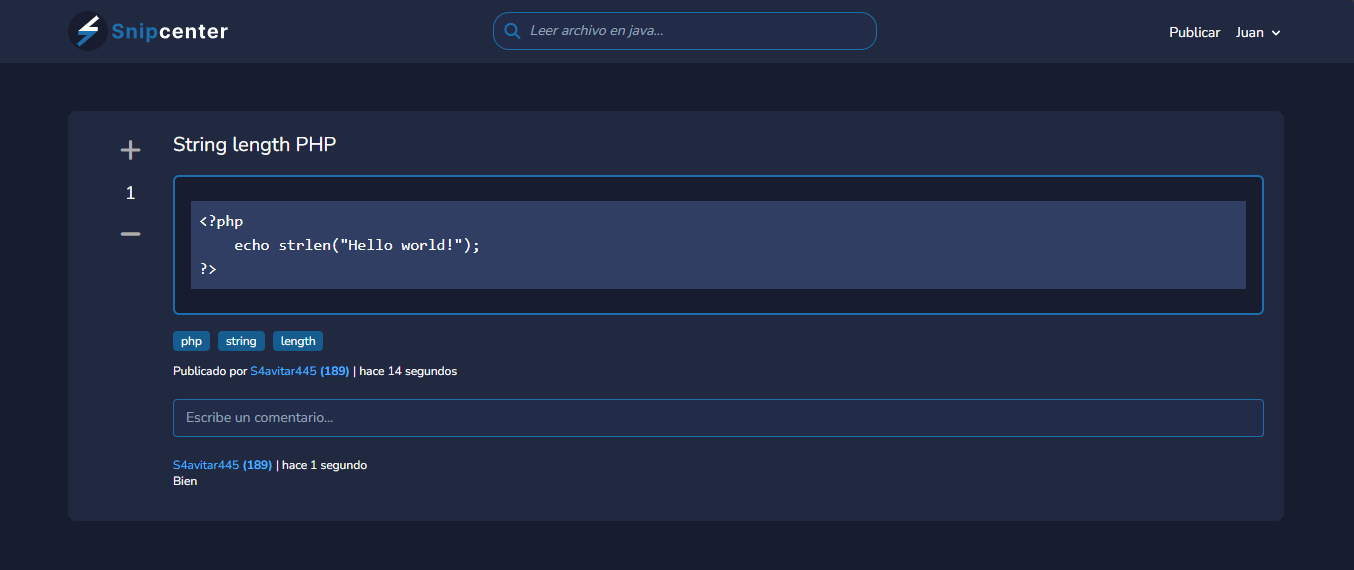 Snipcenter
Leer archivo en java...
Publicar Juan
String length PHP
1
<?php
    echo strlen("Hello world!");
?>
php string length
Publicado por S4avitar445 (189) | hace 14 segundos
Escribe un comentario...
S4avitar445 (189) | hace 1 segundo
Bien